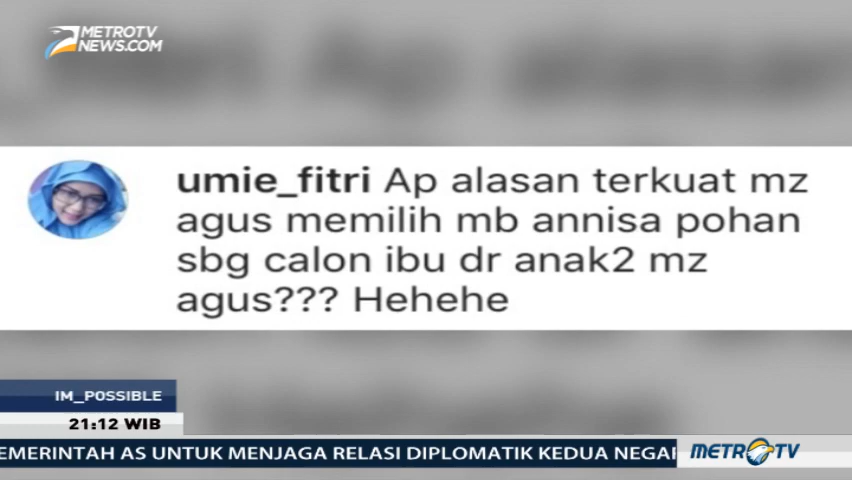 METROTV
NEWS.COM
umie_fitri Ap alasan terkuat mz
agus memilih mb annisa pohan
sbg calon ibu dr anak2 mz
agus??? Hehehe
IM_POSSIBLE
21:12 WIB
EMERINTAH AS UNTUK MENJAGA RELASI DIPLOMATIK KEDUA NEGA
METROTV